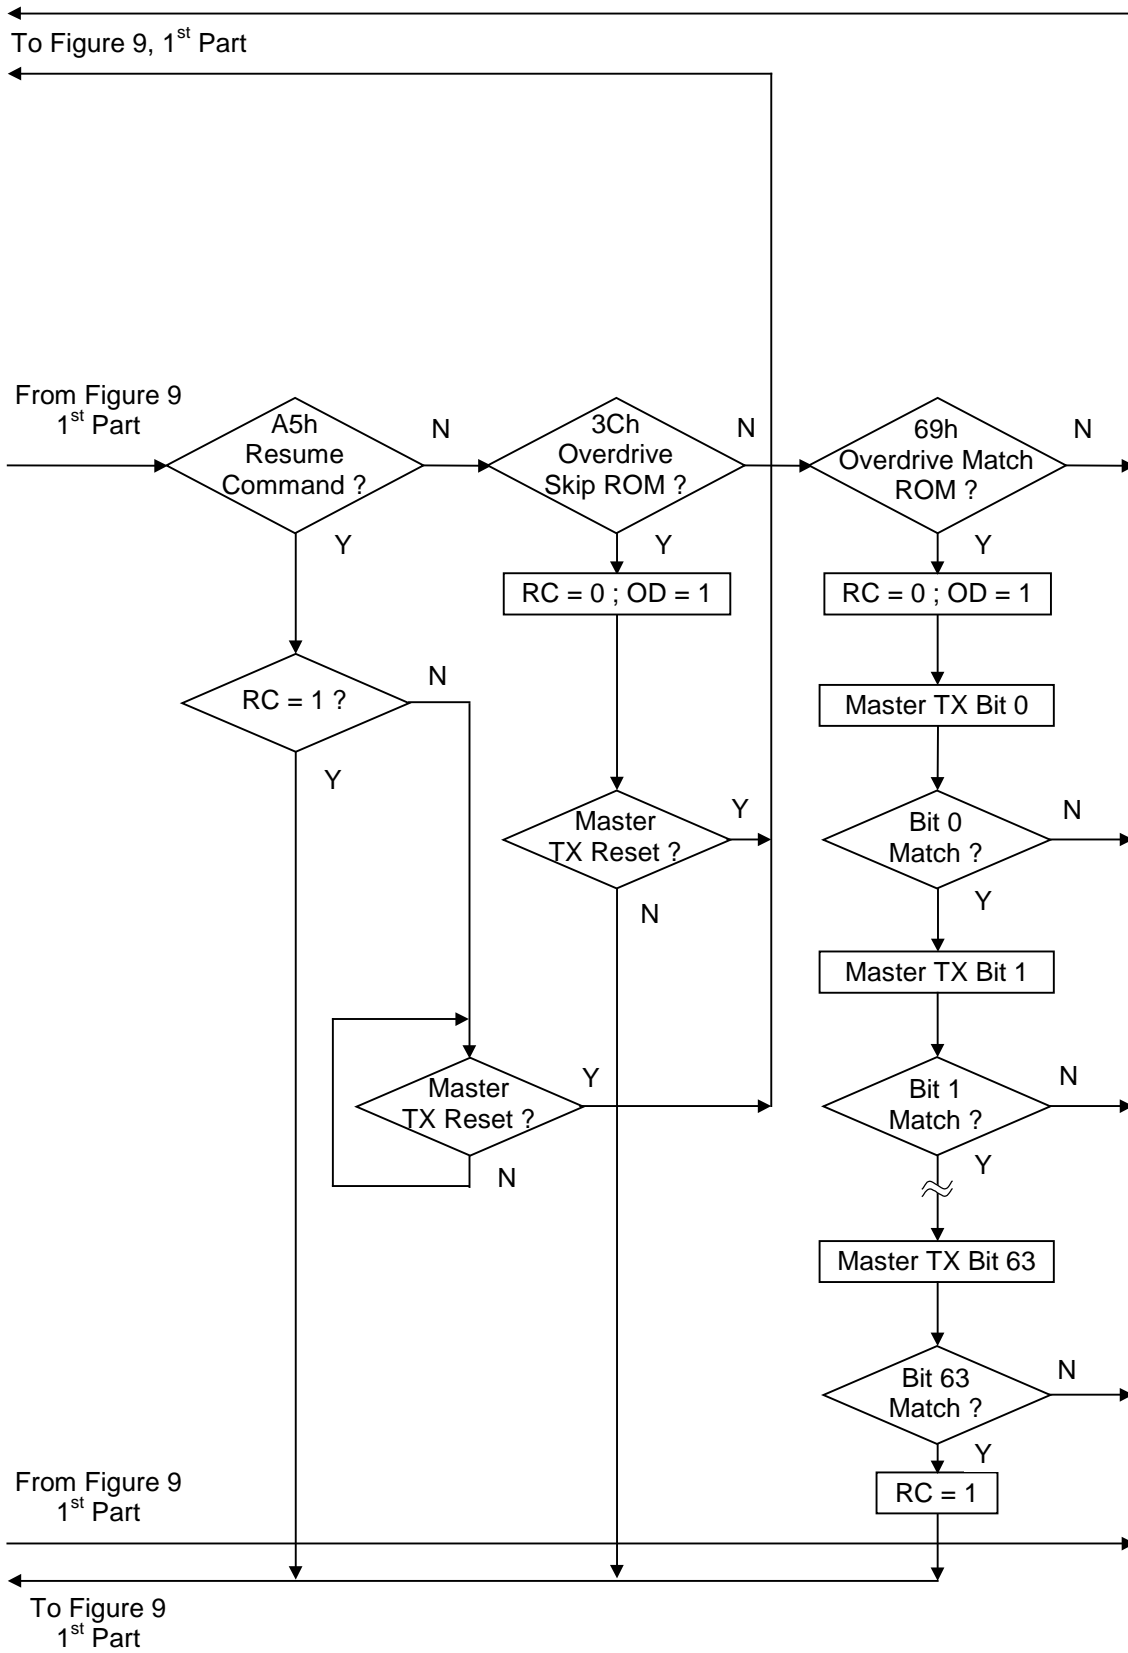 To Figure 9, 1st Part
From Figure 9
1st Part
A5h
Resume
Command ?
N
Y
3Ch
Overdrive
Skip ROM ?
N
Y
69h
Overdrive Match
ROM ?
N
Y
RC = 0 ; OD = 1
RC = 0 ; OD = 1
RC = 1 ?
N
Y
Master TX Bit 0
Master
TX Reset ?
Y
N
Bit 0
Match ?
N
Y
Master TX Bit 1
Master
TX Reset ?
Y
N
Bit 1
Match ?
N
Y
Master TX Bit 63
Bit 63
Match ?
N
Y
RC = 1
From Figure 9
1st Part
To Figure 9
1st Part